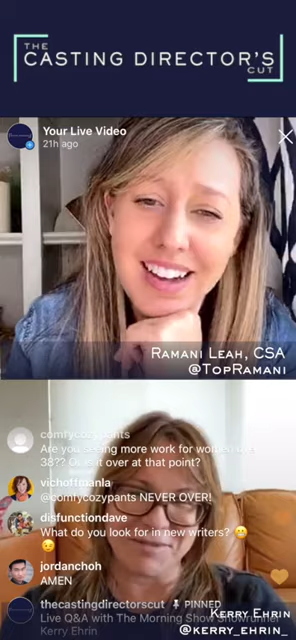 THE
CASTING DIRECTOR'S
CUT
Your Live Video
21h ago
RAMANI LEAH, CSA
@TOPRAMANI
comfycozypants
Are you seeing more work for women
38?? Or is it over at that point?
vichoffmanla
@comfycozypants NEVER OVER!
disfunctiondave
What do you look for in new writers? 😬
😉
jordanchoh
AMEN
thecastingdirectorscut 📌 PINNED
Live Q&A with The Morning Show Showrunner
Kerry Ehrin
KERRY EHRIN
@KERRY_EHRIN_